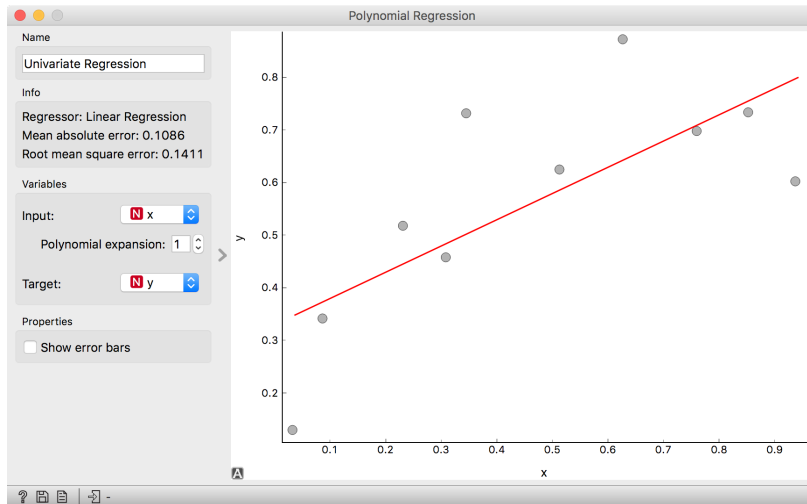 Polynomial Regression
Name
Univariate Regression
Info
Regressor: Linear Regression
Mean absolute error: 0.1086
Root mean square error: 0.1411
Variables
Input: N x
Polynomial expansion: 1
Target: N y
Properties
Show error bars
y
0.8
0.7
0.6
0.5
0.4
0.3
0.2
0.1 0.2 0.3 0.4 0.5 0.6 0.7 0.8 0.9
x
A
? -